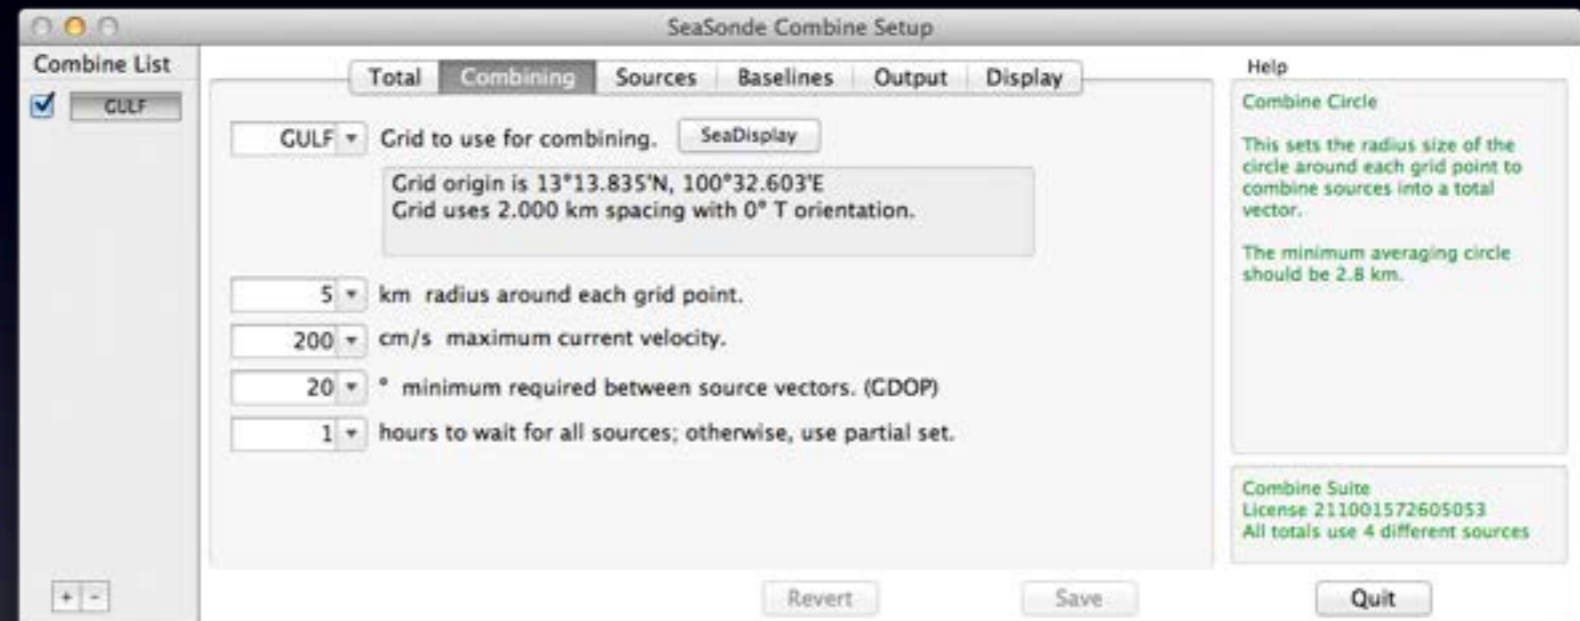 SeaSonde Combine Setup
Combine List
GULF
Total Combining Sources Baselines Output Display
GULF Grid to use for combining. SeaDisplay
Grid origin is 13°13.835'N, 100°32.603'E
Grid uses 2.000 km spacing with 0° T orientation.
5 km radius around each grid point.
200 cm/s maximum current velocity.
20 ° minimum required between source vectors. (GDOP)
1 hours to wait for all sources; otherwise, use partial set.
Help
Combine Circle
This sets the radius size of the
circle around each grid point to
combine sources into a total
vector.
The minimum averaging circle
should be 2.8 km.
Combine Suite
License 211001572605053
All totals use 4 different sources
+ -
Revert Save Quit